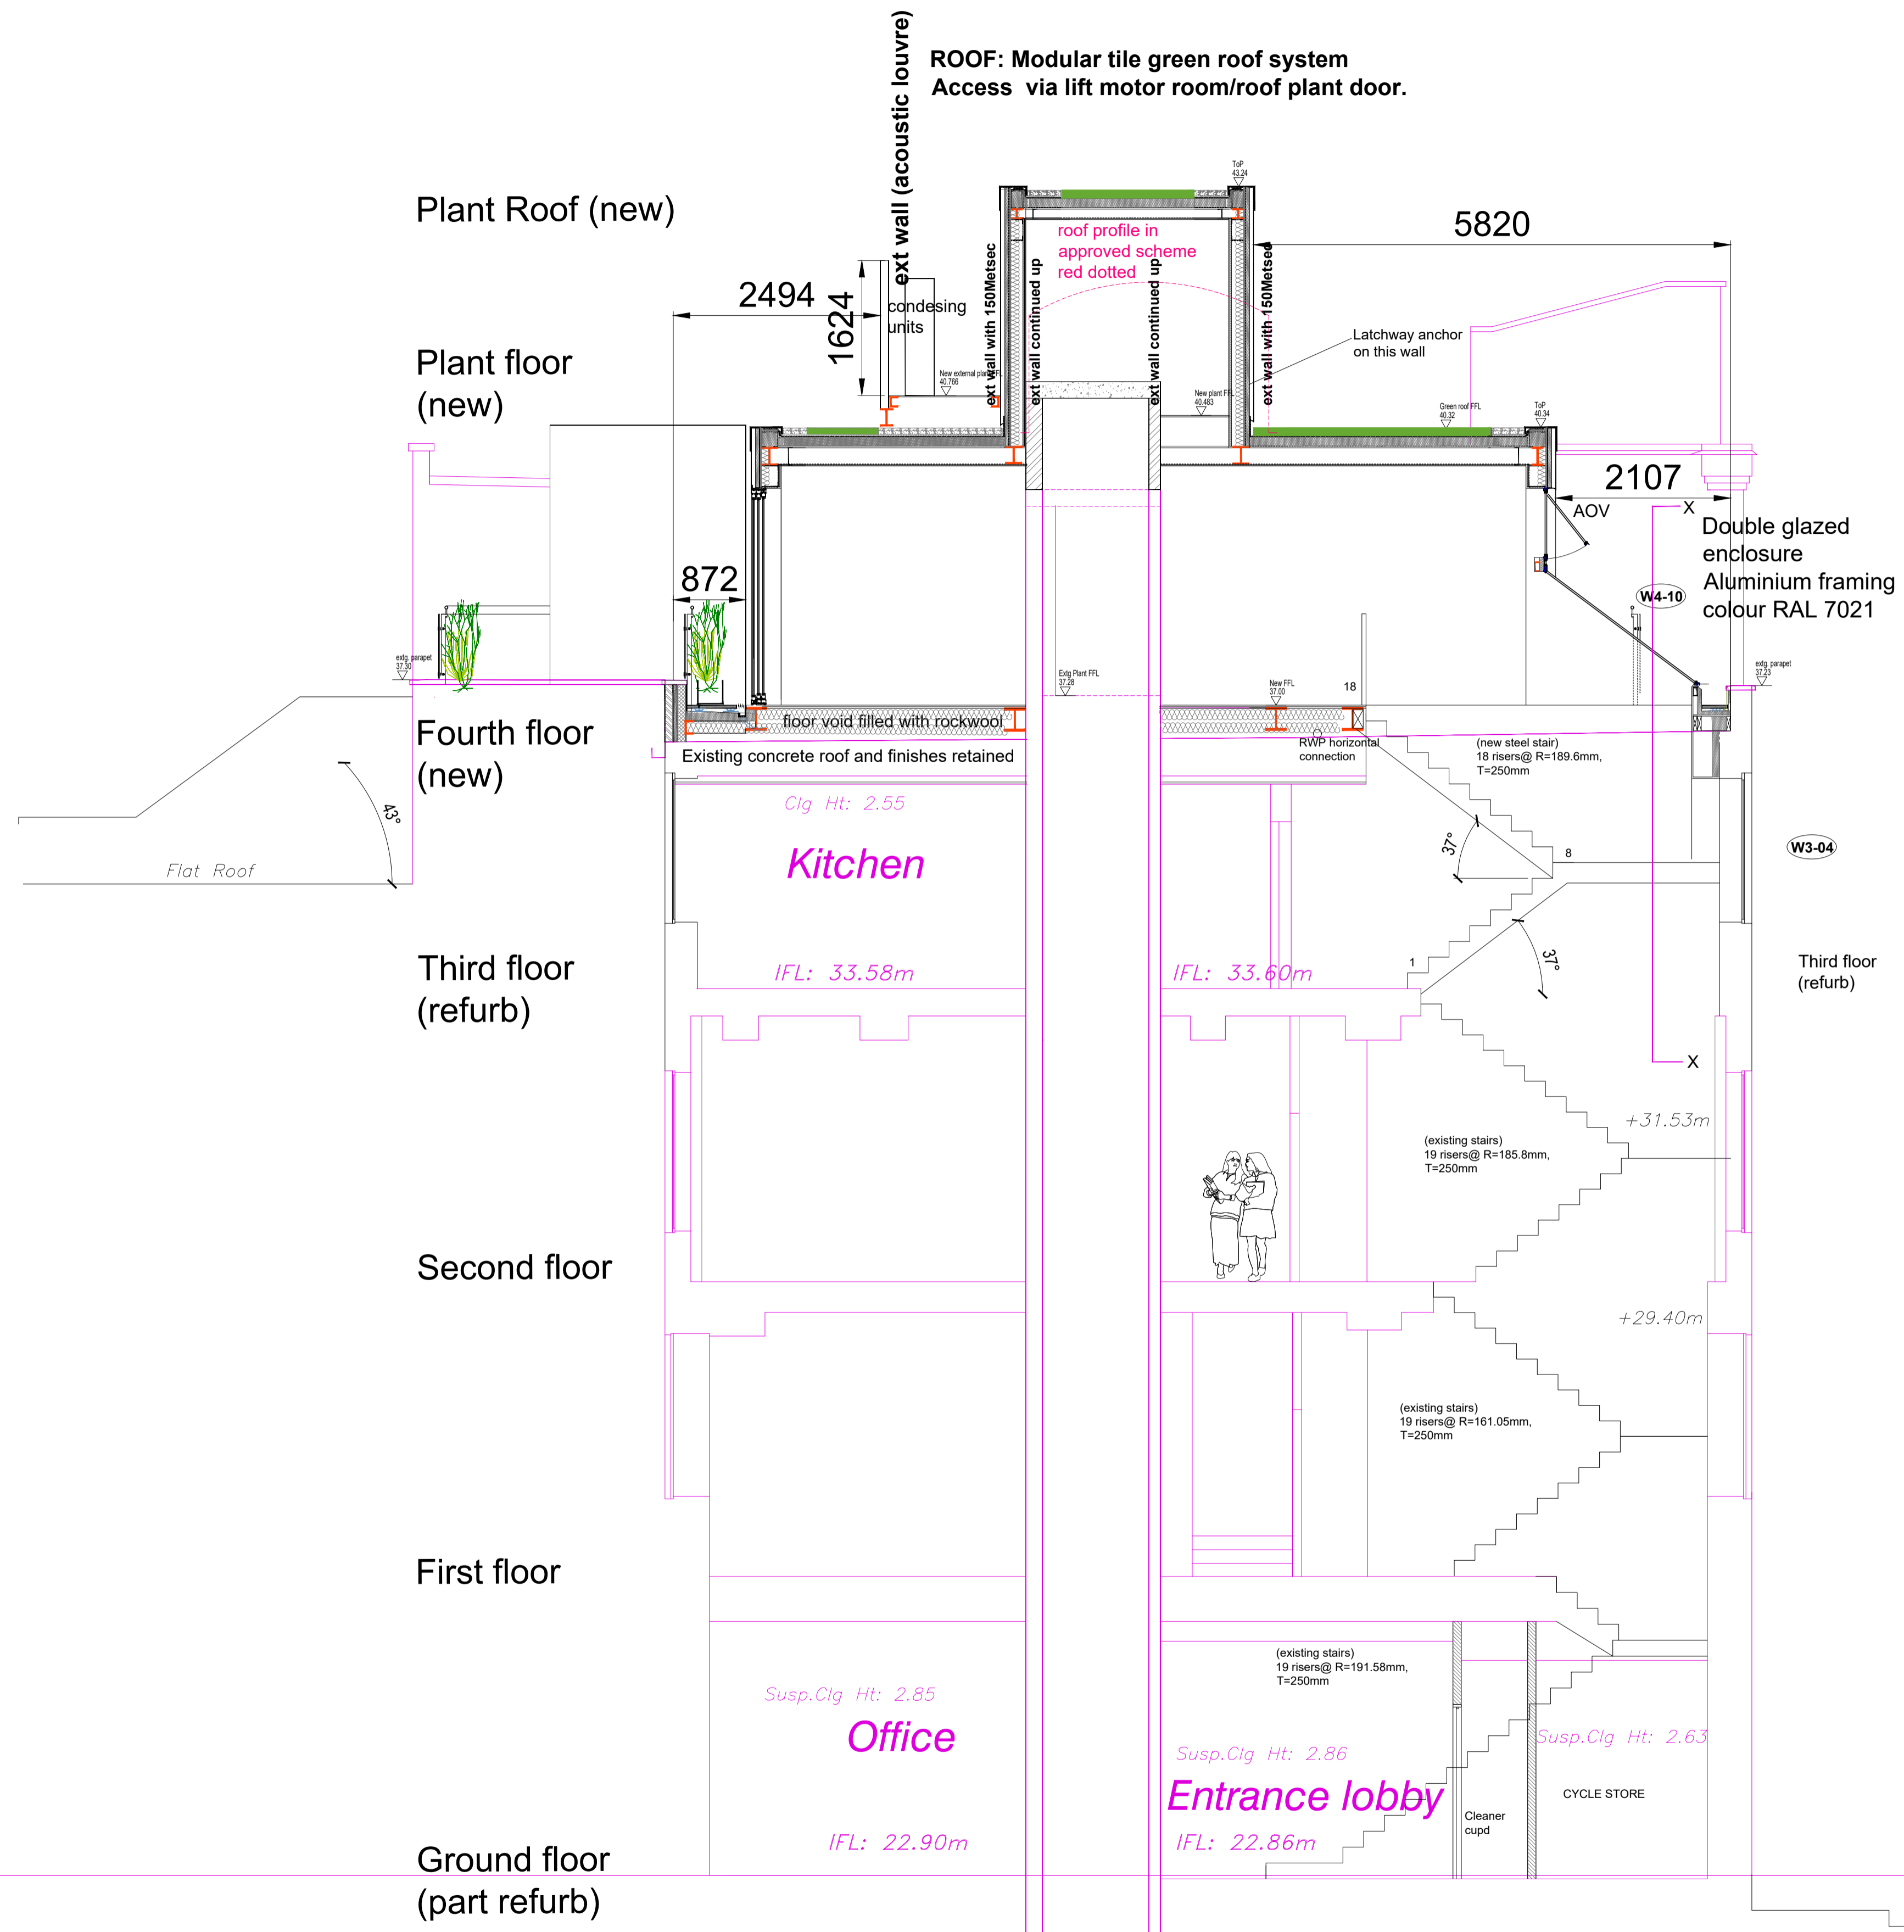 ext wall (acoustic louvre)
ROOF: Modular tile green roof system
Access via lift motor room/roof plant door.
Plant Roof (new)
ToP
43.24
roof profile in
approved scheme
red dotted
5820
2494
1624
condesing
units
ext wall with 150Metsec
ext wall continued up
ext wall continued up
ext wall with 150Metsec
Latchway anchor
on this wall
Plant floor
(new)
New external plant FFL
40.766
New plant FFL
40.483
Green roof FFL
40.32
ToP
40.34
2107
AOV
X
Double glazed
enclosure
Aluminium framing
colour RAL 7021
872
W4-10
extg. parapet
37.30
Extg Plant FFL
37.28
New FFL
37.00
18
extg. parapet
37.23
Fourth floor
(new)
floor void filled with rockwool
Existing concrete roof and finishes retained
RWP horizontal
connection
(new steel stair)
18 risers@ R=189.6mm,
T=250mm
43°
Flat Roof
Clg Ht: 2.55
Kitchen
37°
8
W3-04
Third floor
(refurb)
IFL: 33.58m
IFL: 33.60m
1
37°
Third floor
(refurb)
X
+31.53m
(existing stairs)
19 risers@ R=185.8mm,
T=250mm
Second floor
+29.40m
(existing stairs)
19 risers@ R=161.05mm,
T=250mm
First floor
(existing stairs)
19 risers@ R=191.58mm,
T=250mm
Susp.Clg Ht: 2.85
Office
Susp.Clg Ht: 2.86
Susp.Clg Ht: 2.63
Entrance lobby
CYCLE STORE
Cleaner
cupd
IFL: 22.90m
IFL: 22.86m
Ground floor
(part refurb)